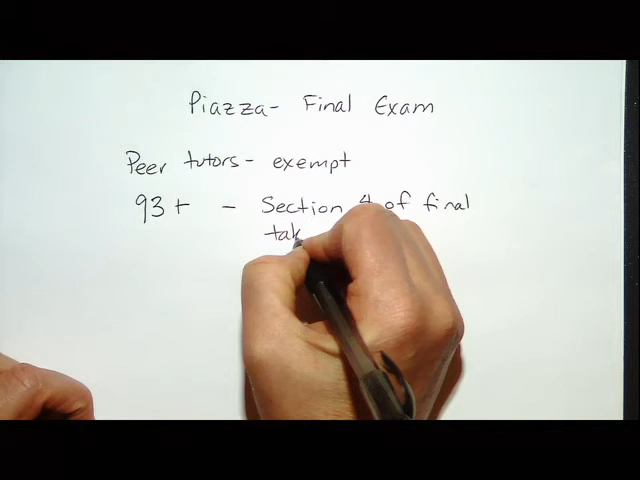 Piazza- Final Exam
Peer tutors- exempt
93+ - Section 4 of final
tak